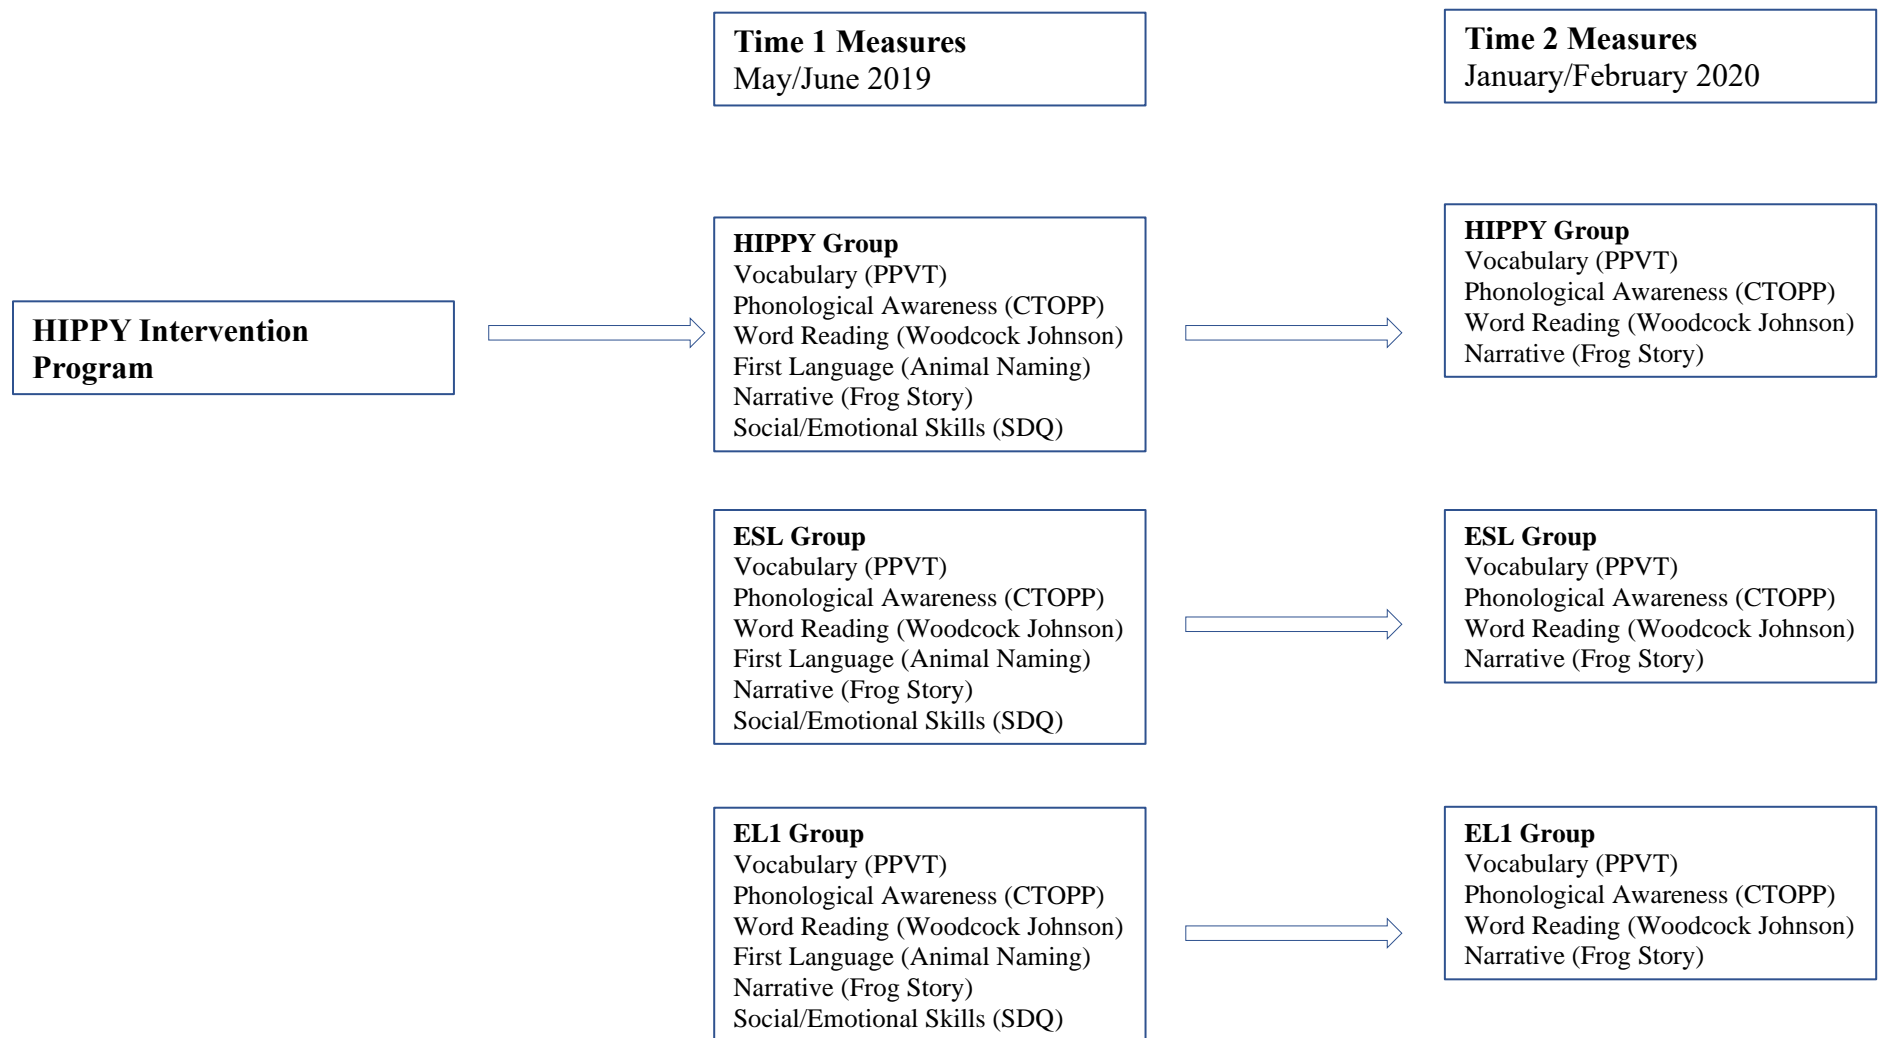 Time 1 Measures
May/June 2019
Time 2 Measures
January/February 2020
HIPPY Intervention
Program
HIPPY Group
Vocabulary (PPVT)
Phonological Awareness (CTOPP)
Word Reading (Woodcock Johnson)
First Language (Animal Naming)
Narrative (Frog Story)
Social/Emotional Skills (SDQ)
HIPPY Group
Vocabulary (PPVT)
Phonological Awareness (CTOPP)
Word Reading (Woodcock Johnson)
Narrative (Frog Story)
ESL Group
Vocabulary (PPVT)
Phonological Awareness (CTOPP)
Word Reading (Woodcock Johnson)
First Language (Animal Naming)
Narrative (Frog Story)
Social/Emotional Skills (SDQ)
ESL Group
Vocabulary (PPVT)
Phonological Awareness (CTOPP)
Word Reading (Woodcock Johnson)
Narrative (Frog Story)
EL1 Group
Vocabulary (PPVT)
Phonological Awareness (CTOPP)
Word Reading (Woodcock Johnson)
First Language (Animal Naming)
Narrative (Frog Story)
Social/Emotional Skills (SDQ)
EL1 Group
Vocabulary (PPVT)
Phonological Awareness (CTOPP)
Word Reading (Woodcock Johnson)
Narrative (Frog Story)